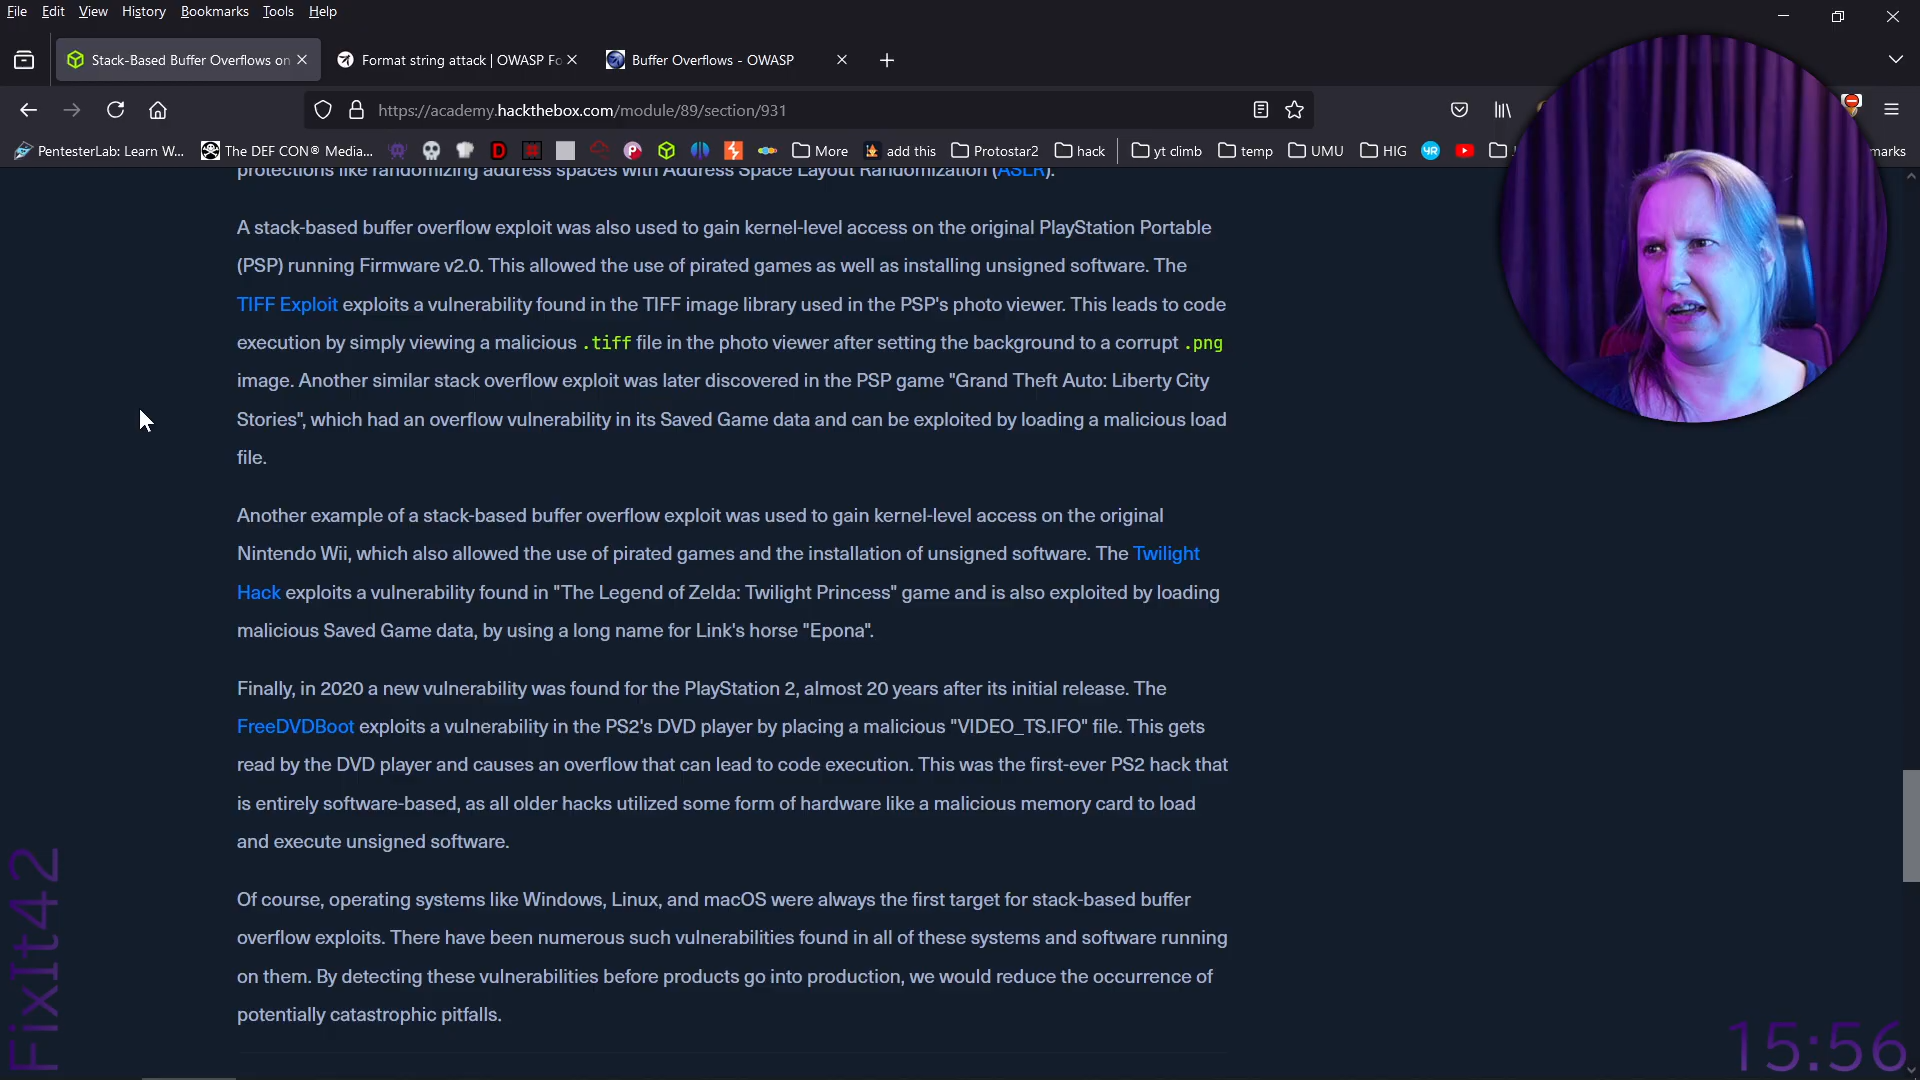 File Edit View History Bookmarks Tools Help
Stack-Based Buffer Overflows on
Format string attack | OWASP Fo
Buffer Overflows - OWASP
https://academy.hackthebox.com/module/89/section/931
PentesterLab: Learn W...
The DEF CON® Media...
More
add this
Protostar2
hack
yt climb
temp
UMU
HIG
protections like randomizing address spaces with Address Space Layout Randomization (ASLR).
A stack-based buffer overflow exploit was also used to gain kernel-level access on the original PlayStation Portable
(PSP) running Firmware v2.0. This allowed the use of pirated games as well as installing unsigned software. The
TIFF Exploit exploits a vulnerability found in the TIFF image library used in the PSP's photo viewer. This leads to code
execution by simply viewing a malicious .tiff file in the photo viewer after setting the background to a corrupt .png
image. Another similar stack overflow exploit was later discovered in the PSP game "Grand Theft Auto: Liberty City
Stories", which had an overflow vulnerability in its Saved Game data and can be exploited by loading a malicious load
file.
Another example of a stack-based buffer overflow exploit was used to gain kernel-level access on the original
Nintendo Wii, which also allowed the use of pirated games and the installation of unsigned software. The Twilight
Hack exploits a vulnerability found in "The Legend of Zelda: Twilight Princess" game and is also exploited by loading
malicious Saved Game data, by using a long name for Link's horse "Epona".
Finally, in 2020 a new vulnerability was found for the PlayStation 2, almost 20 years after its initial release. The
FreeDVDBoot exploits a vulnerability in the PS2's DVD player by placing a malicious "VIDEO_TS.IFO" file. This gets
read by the DVD player and causes an overflow that can lead to code execution. This was the first-ever PS2 hack that
is entirely software-based, as all older hacks utilized some form of hardware like a malicious memory card to load
and execute unsigned software.
Of course, operating systems like Windows, Linux, and macOS were always the first target for stack-based buffer
overflow exploits. There have been numerous such vulnerabilities found in all of these systems and software running
on them. By detecting these vulnerabilities before products go into production, we would reduce the occurrence of
potentially catastrophic pitfalls.
FixIt42
15:56